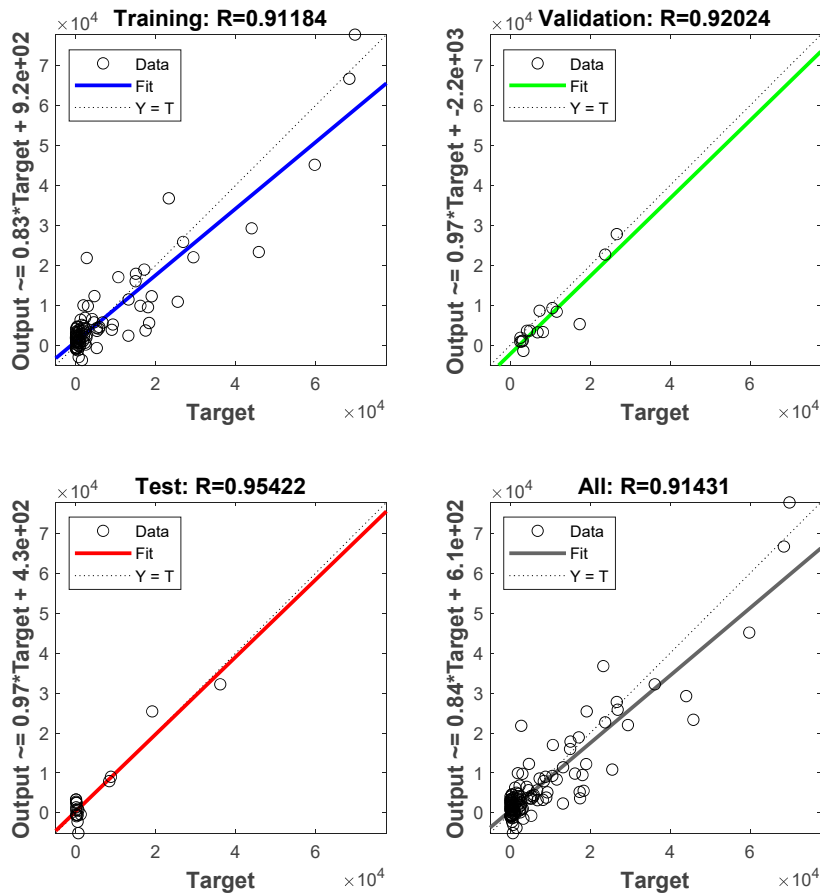 Training: R=0.91184
×10⁴
Output ~= 0.83*Target + 9.2e+02
7
6
5
4
3
2
1
0
Data
Fit
Y = T
0 2 4 6
Target
×10⁴
Validation: R=0.92024
×10⁴
Output ~= 0.97*Target + -2.2e+03
7
6
5
4
3
2
1
0
Data
Fit
Y = T
0 2 4 6
Target
×10⁴
Test: R=0.95422
×10⁴
Output ~= 0.97*Target + 4.3e+02
7
6
5
4
3
2
1
0
Data
Fit
Y = T
0 2 4 6
Target
×10⁴
All: R=0.91431
×10⁴
Output ~= 0.84*Target + 6.1e+02
7
6
5
4
3
2
1
0
Data
Fit
Y = T
0 2 4 6
Target
×10⁴